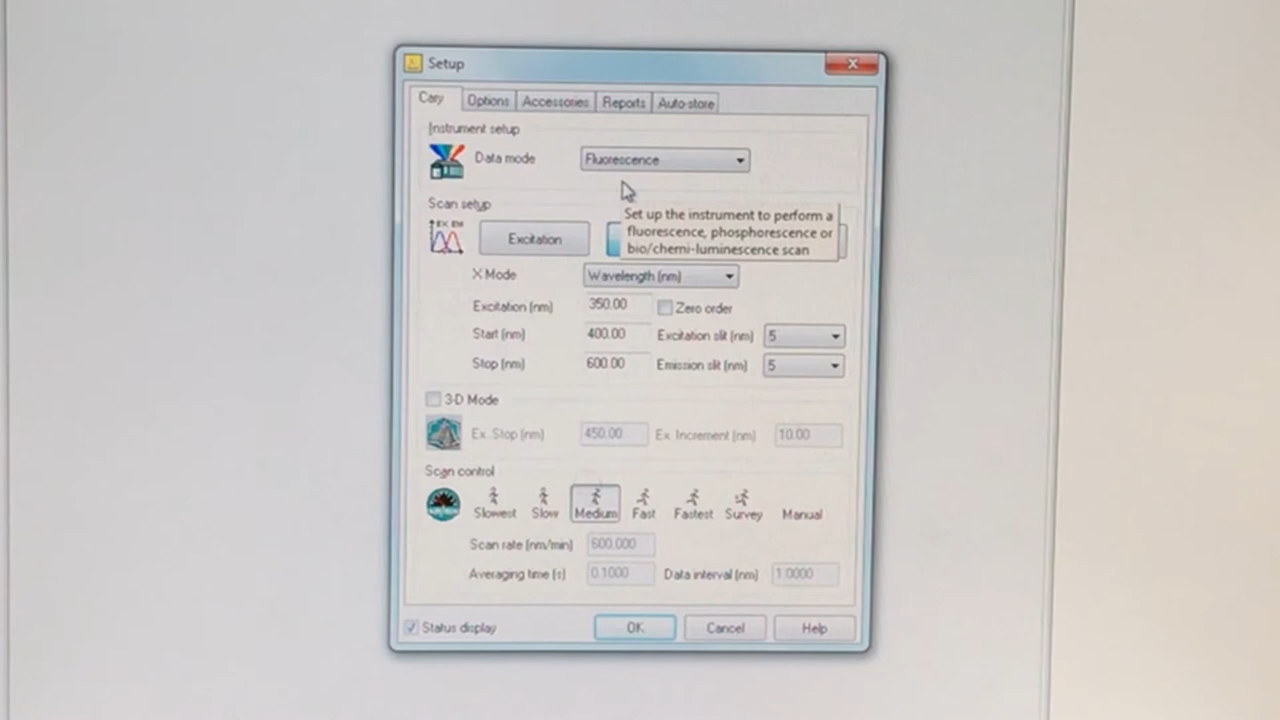 Setup
Cary Options Accessories Reports Auto-store
Instrument setup
Data mode Fluorescence
Scan setup
Set up the instrument to perform a
fluorescence, phosphorescence or
bio/chemi-luminescence scan
EX EM
Excitation
X Mode Wavelength (nm)
Excitation (nm) 350.00 Zero order
Start (nm) 400.00 Excitation slit (nm) 5
Stop (nm) 600.00 Emission slit (nm) 5
3-D Mode
Ex. Stop (nm) 450.00 Ex. Increment (nm) 10.00
Scan control
Slowest Slow Medium Fast Fastest Survey Manual
Scan rate (nm/min) 600.000
Averaging time (s) 0.1000 Data interval (nm) 1.0000
Status display OK Cancel Help